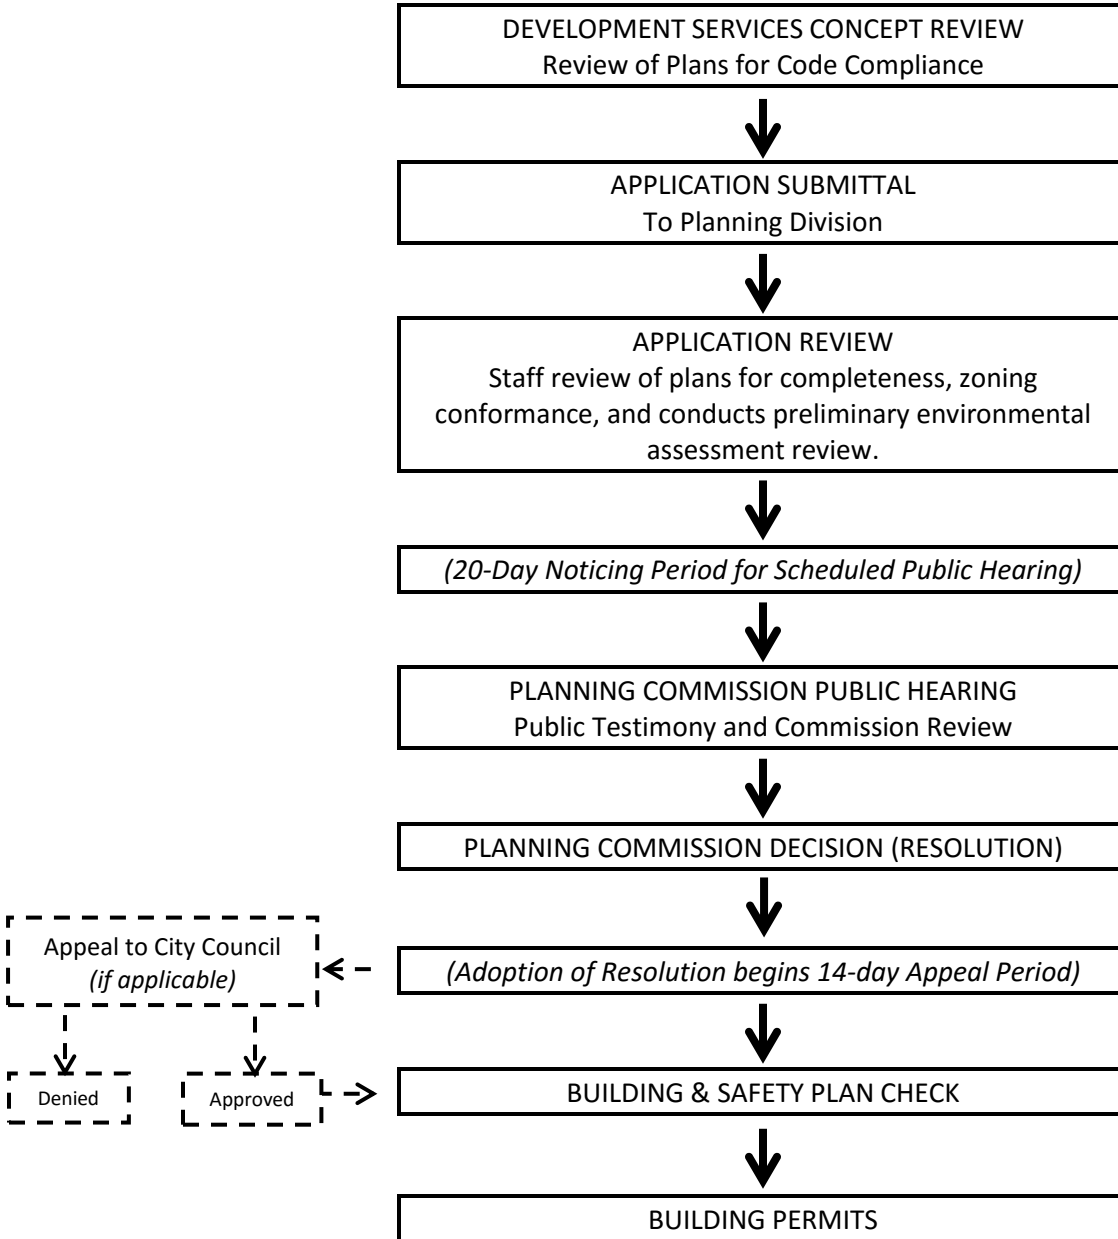 DEVELOPMENT SERVICES CONCEPT REVIEW
Review of Plans for Code Compliance
APPLICATION SUBMITTAL
To Planning Division
APPLICATION REVIEW
Staff review of plans for completeness, zoning
conformance, and conducts preliminary environmental
assessment review.
(20-Day Noticing Period for Scheduled Public Hearing)
PLANNING COMMISSION PUBLIC HEARING
Public Testimony and Commission Review
PLANNING COMMISSION DECISION (RESOLUTION)
(Adoption of Resolution begins 14-day Appeal Period)
Appeal to City Council
(if applicable)
Denied
Approved
BUILDING & SAFETY PLAN CHECK
BUILDING PERMITS